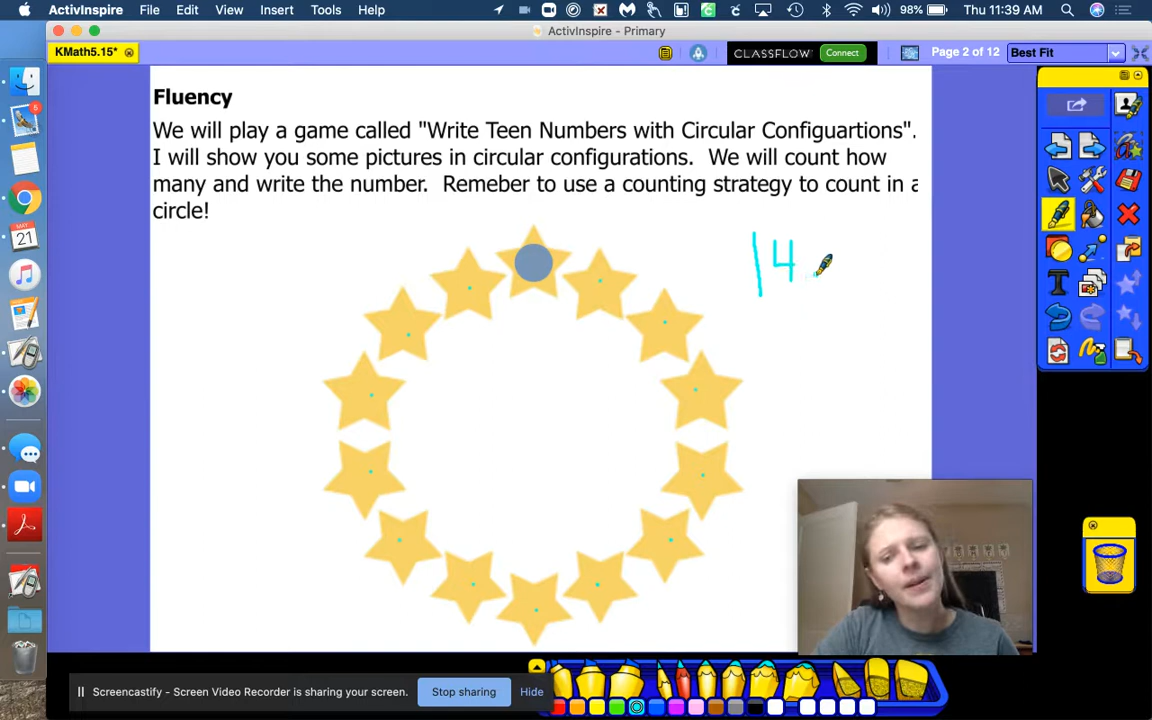 ActivInspire File Edit View Insert Tools Help 98% Thu 11:39 AM
ActivInspire - Primary
KMath5.15* CLASSFLOW Connect Page 2 of 12 Best Fit
Fluency
We will play a game called "Write Teen Numbers with Circular Configuartions".
I will show you some pictures in circular configurations. We will count how
many and write the number. Remeber to use a counting strategy to count in a
circle!
14
Screencastify - Screen Video Recorder is sharing your screen. Stop sharing Hide